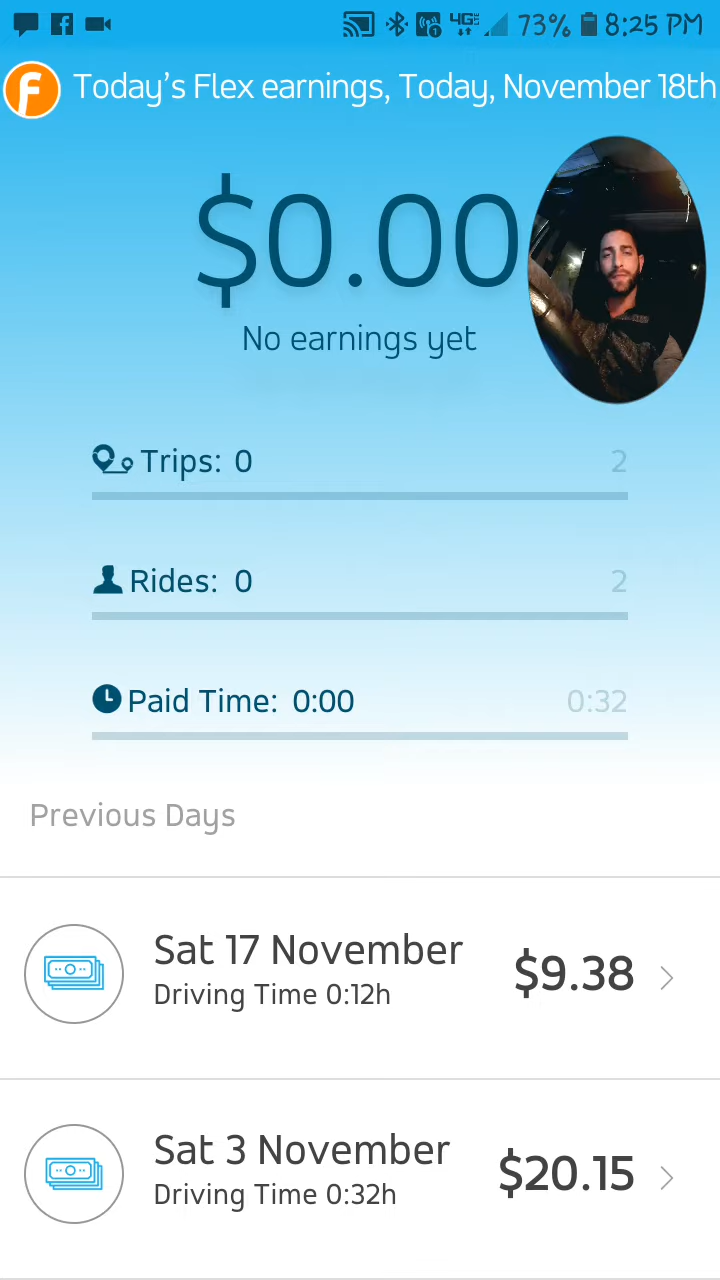 4G 73% 8:25 PM
f Today's Flex earnings, Today, November 18th
$0.00
No earnings yet
Trips: 0 2
Rides: 0 2
Paid Time: 0:00 0:32
Previous Days
Sat 17 November
Driving Time 0:12h
$9.38
Sat 3 November
Driving Time 0:32h
$20.15